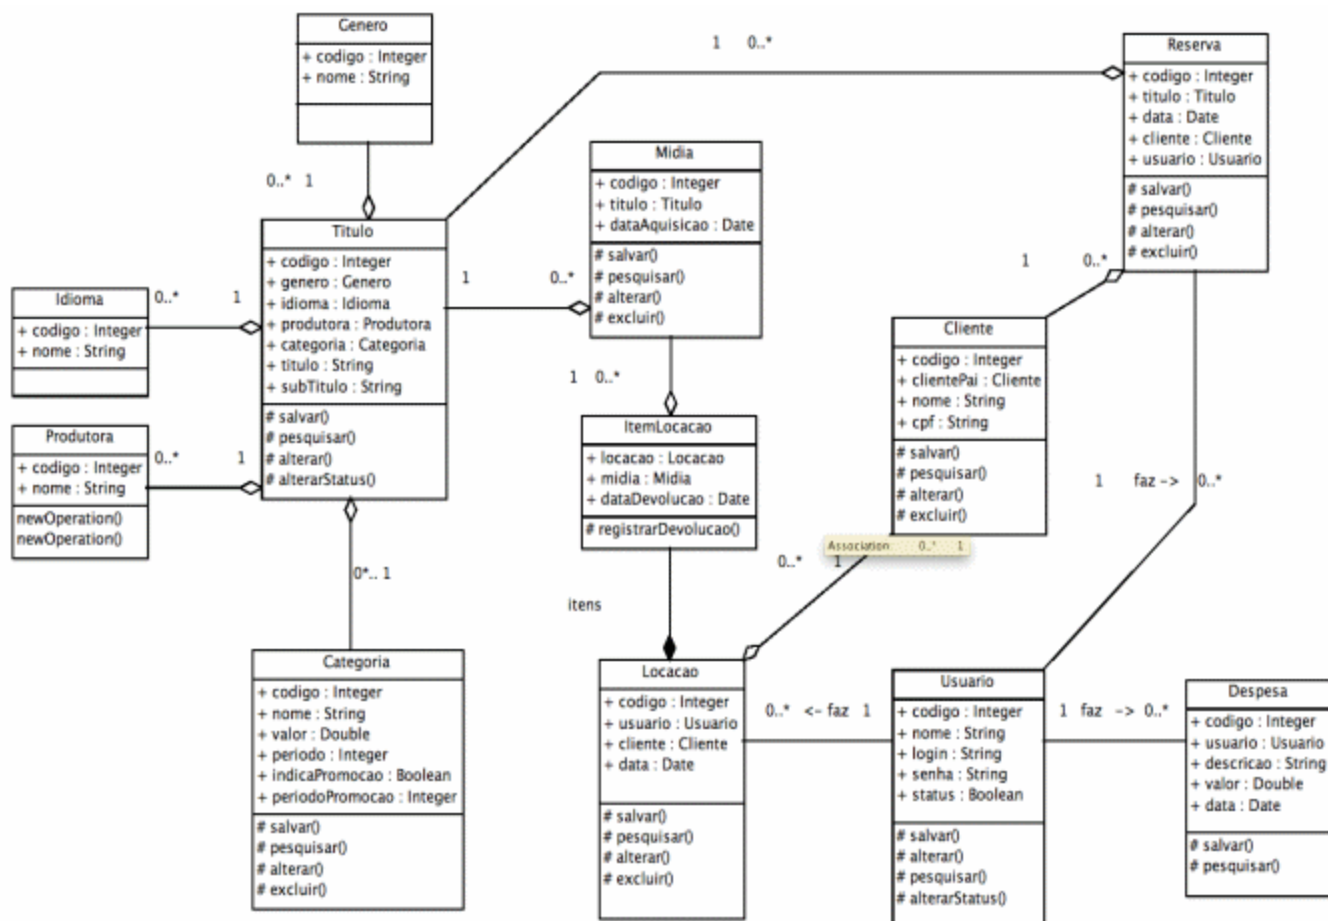 Genero
+ codigo : Integer
+ nome : String
0..* 1
1 0..*
Reserva
+ codigo : Integer
+ titulo : Titulo
+ data : Date
+ cliente : Cliente
+ usuario : Usuario
# salvar()
# pesquisar()
# alterar()
# excluir()
Midia
+ codigo : Integer
+ titulo : Titulo
+ dataAquisicao : Date
# salvar()
# pesquisar()
# alterar()
# excluir()
Titulo
+ codigo : Integer
+ genero : Genero
+ idioma : Idioma
+ produtora : Produtora
+ categoria : Categoria
+ titulo : String
+ subTitulo : String
# salvar()
# pesquisar()
# alterar()
# alterarStatus()
1 0..*
1 0..*
Idioma
+ codigo : Integer
+ nome : String
0..* 1
Produtora
+ codigo : Integer
+ nome : String
newOperation()
newOperation()
0..* 1
Cliente
+ codigo : Integer
+ clientePai : Cliente
+ nome : String
+ cpf : String
# salvar()
# pesquisar()
# alterar()
# excluir()
1 0..*
ItemLocacao
+ locacao : Locacao
+ midia : Midia
+ dataDevolucao : Date
# registrarDevolucao()
1 faz -> 0..*
Association 0..* 1
0..* 1
0*.. 1
itens
Categoria
+ codigo : Integer
+ nome : String
+ valor : Double
+ periodo : Integer
+ indicaPromocao : Boolean
+ periodoPromocao : Integer
# salvar()
# pesquisar()
# alterar()
# excluir()
Locacao
+ codigo : Integer
+ usuario : Usuario
+ cliente : Cliente
+ data : Date
# salvar()
# pesquisar()
# alterar()
# excluir()
0..* <- faz 1
Usuario
+ codigo : Integer
+ nome : String
+ login : String
+ senha : String
+ status : Boolean
# salvar()
# alterar()
# pesquisar()
# alterarStatus()
1 faz -> 0..*
Despesa
+ codigo : Integer
+ usuario : Usuario
+ descricao : String
+ valor : Double
+ data : Date
# salvar()
# pesquisar()